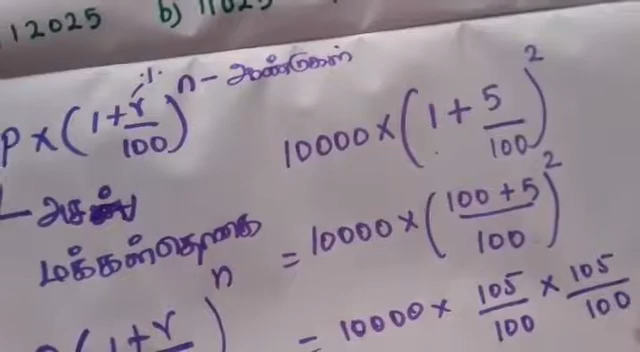 12025 b) 11025
P × (1 + r/100)^n - ஆண்டுகள்
மக்கள்தொகை
(1 + r
)^n
10000 × (1 + 5/100)^2
= 10000 × (100 + 5/100)^2
= 10000 × 105/100 × 105/100